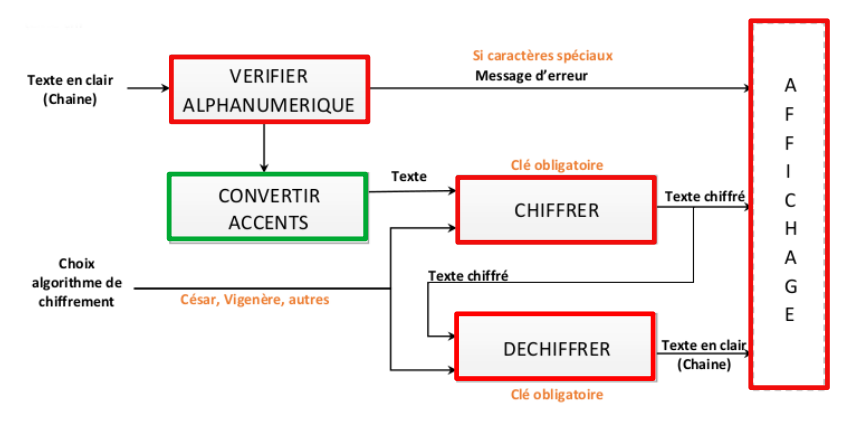 Si caractères spéciaux
Texte en clair
(Chaine)
VERIFIER
ALPHANUMERIQUE
Message d'erreur
Clé obligatoire
Texte
CONVERTIR
ACCENTS
CHIFFRER
Texte chiffré
Choix
algorithme de
chiffrement
César, Vigenère, autres
Texte chiffré
DECHIFFRER
Texte en clair
(Chaine)
Clé obligatoire
A
F
F
I
C
H
A
G
E